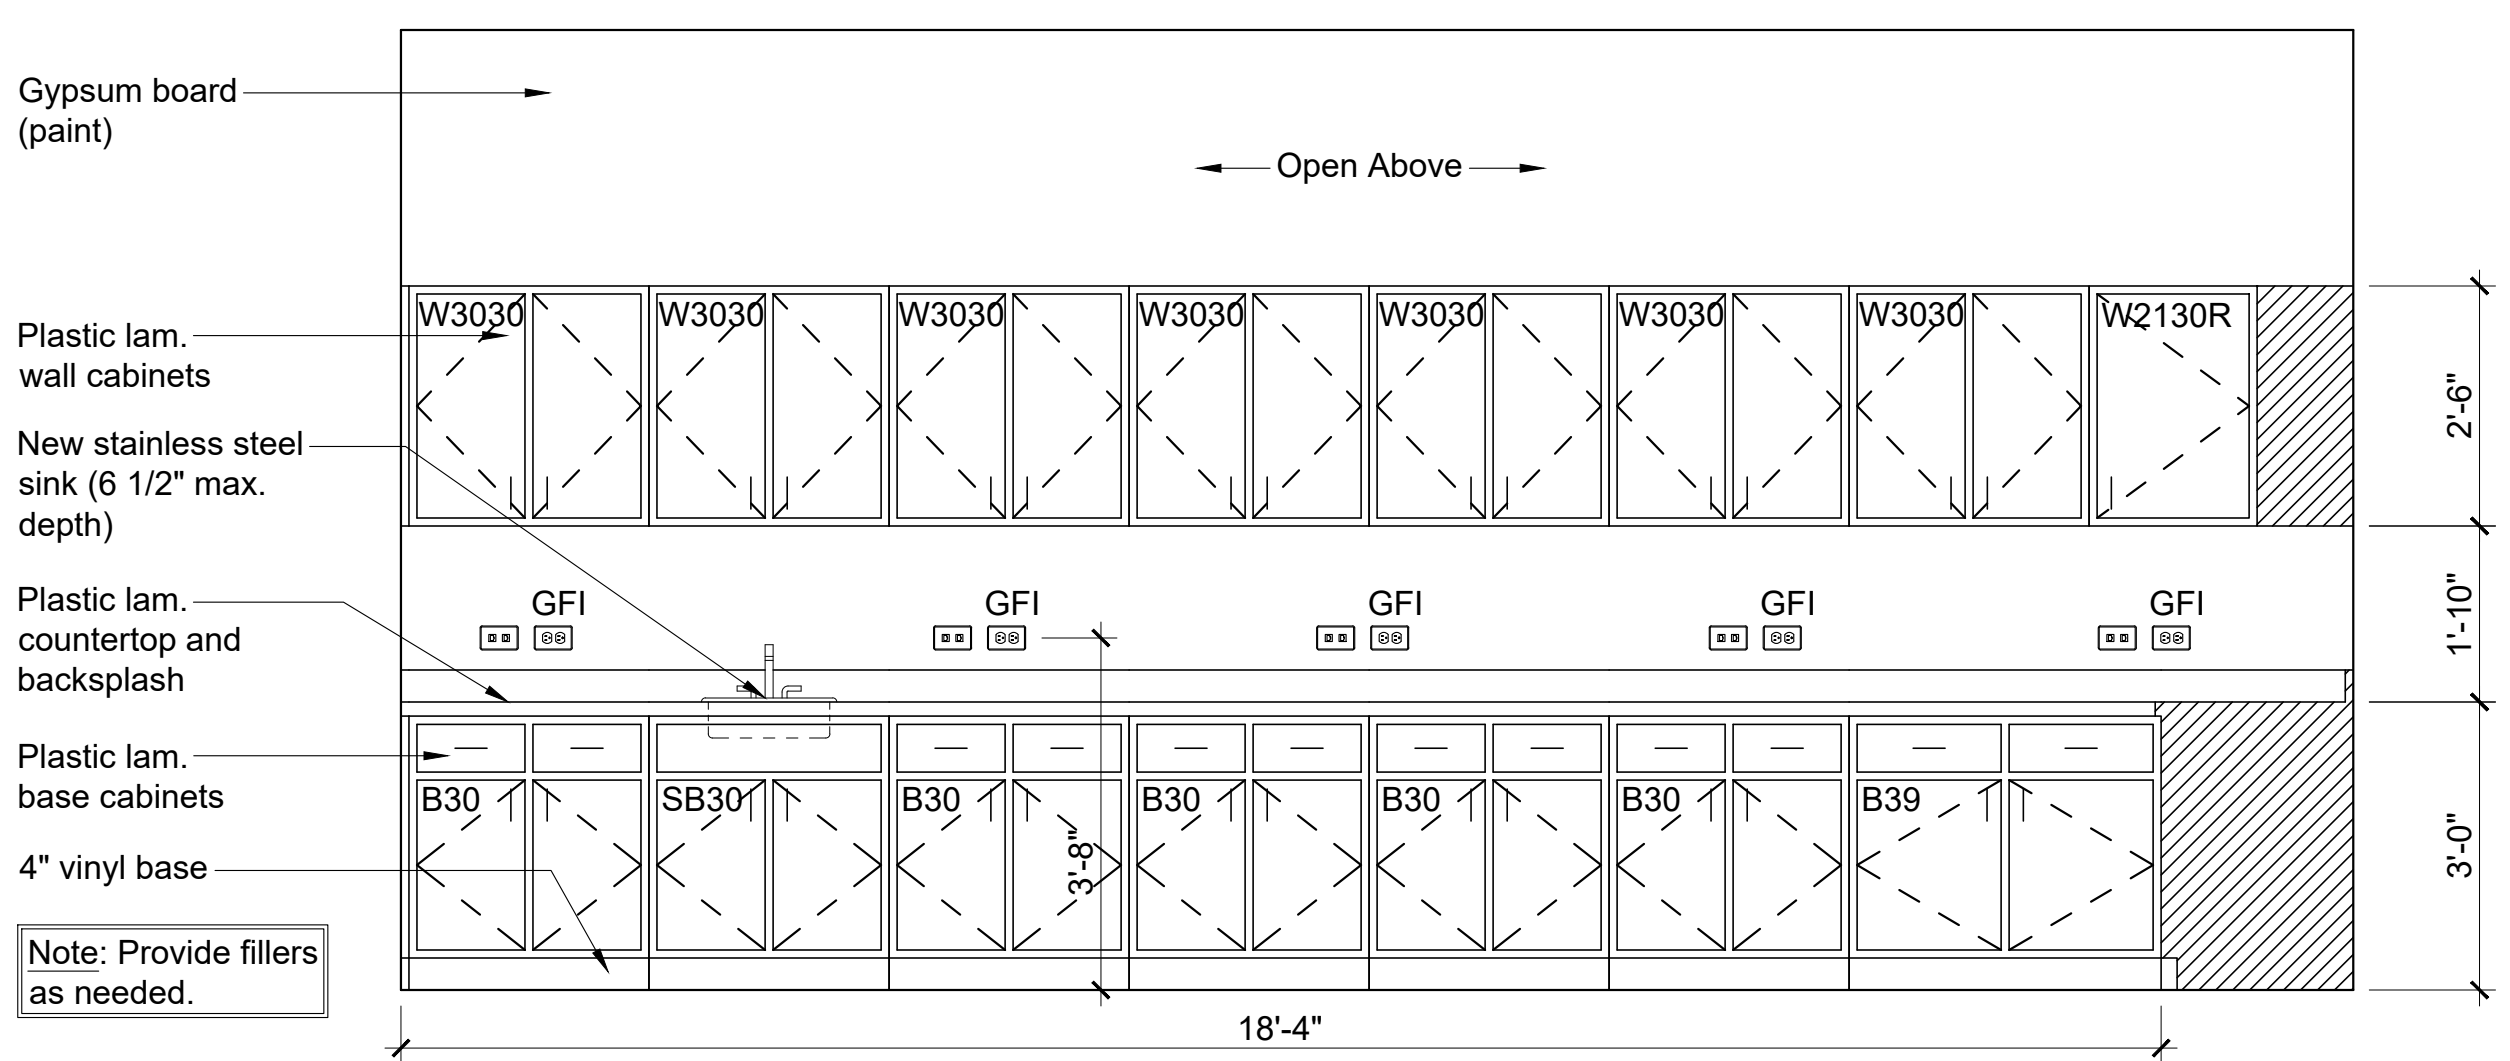 Gypsum board
(paint)
Open Above
Plastic lam.
wall cabinets
New stainless steel
sink (6 1/2" max.
depth)
Plastic lam.
countertop and
backsplash
Plastic lam.
base cabinets
4" vinyl base
Note: Provide fillers
as needed.
W3030 W3030 W3030 W3030 W3030 W3030 W3030 W2130R
GFI GFI GFI GFI GFI
B30 SB30 B30 B30 B30 B30 B39
3'-8"
2'-6"
1'-10"
3'-0"
18'-4"